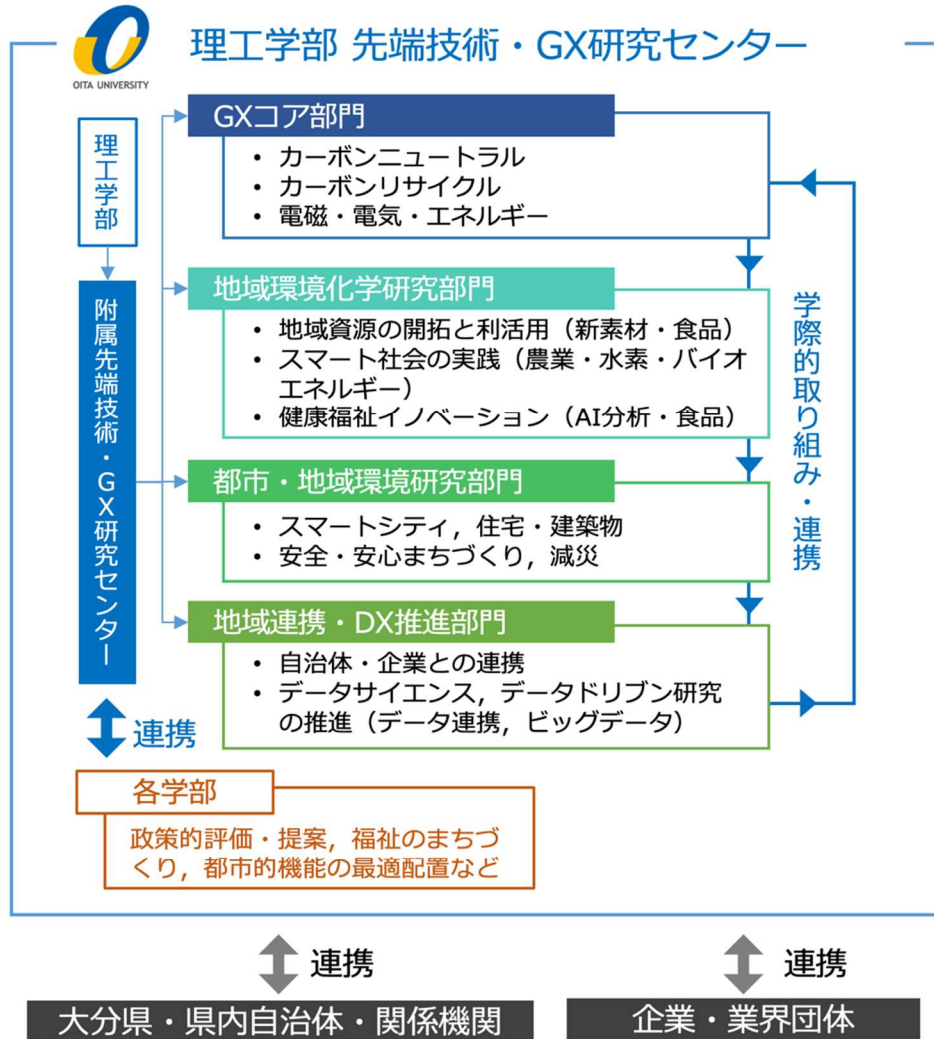 OITA UNIVERSITY
理工学部 先端技術・GX研究センター
理工学部
附属先端技術・GX研究センター
GXコア部門
• カーボンニュートラル
• カーボンリサイクル
• 電磁・電気・エネルギー
地域環境化学研究部門
• 地域資源の開拓と利活用（新素材・食品）
• スマート社会の実践（農業・水素・バイオ
エネルギー）
• 健康福祉イノベーション（AI分析・食品）
都市・地域環境研究部門
• スマートシティ，住宅・建築物
• 安全・安心まちづくり，減災
地域連携・DX推進部門
• 自治体・企業との連携
• データサイエンス，データドリブン研究
の推進（データ連携，ビッグデータ）
学際的取り組み・連携
連携
各学部
政策的評価・提案，福祉のまちづ
くり，都市的機能の最適配置など
連携
連携
大分県・県内自治体・関係機関
企業・業界団体